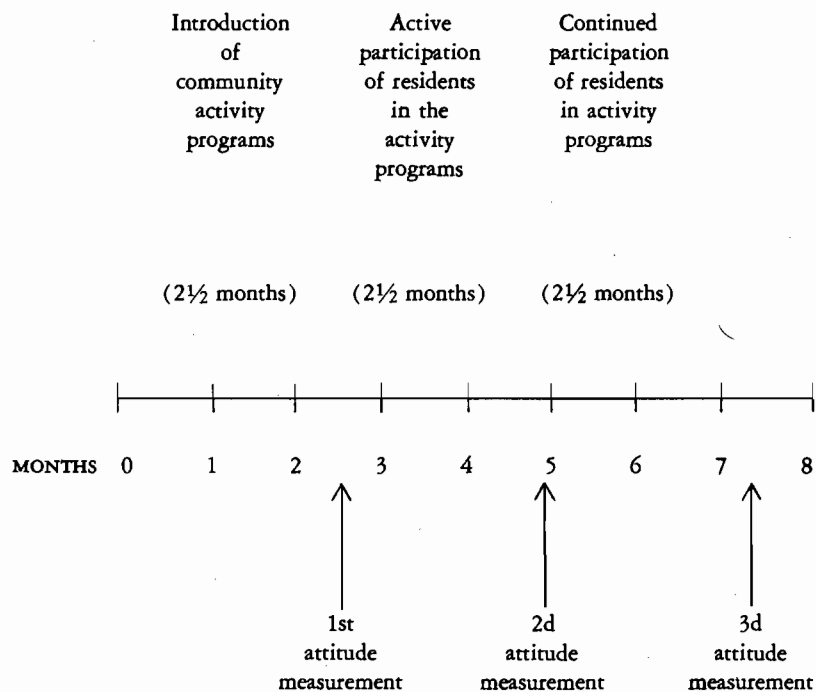 Introduction
of
community
activity
programs
Active
participation
of residents
in the
activity
programs
Continued
participation
of residents
in activity
programs
(2½ months)
(2½ months)
(2½ months)
MONTHS 0 1 2 3 4 5 6 7 8
1st
attitude
measurement
2d
attitude
measurement
3d
attitude
measurement